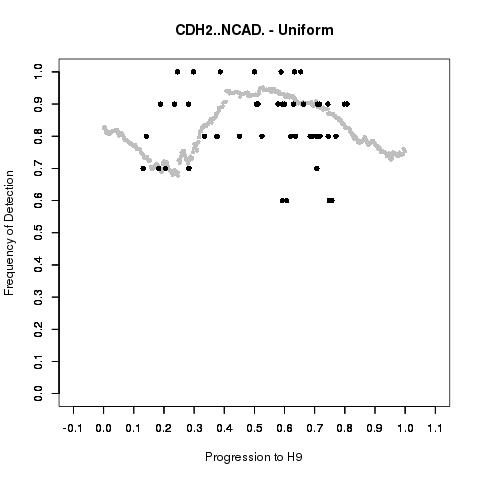 CDH2..NCAD. - Uniform
Frequency of Detection
1.0
0.9
0.8
0.7
0.6
0.5
0.4
0.3
0.2
0.1
0.0
-0.1 0.0 0.1 0.2 0.3 0.4 0.5 0.6 0.7 0.8 0.9 1.0 1.1
Progression to H9